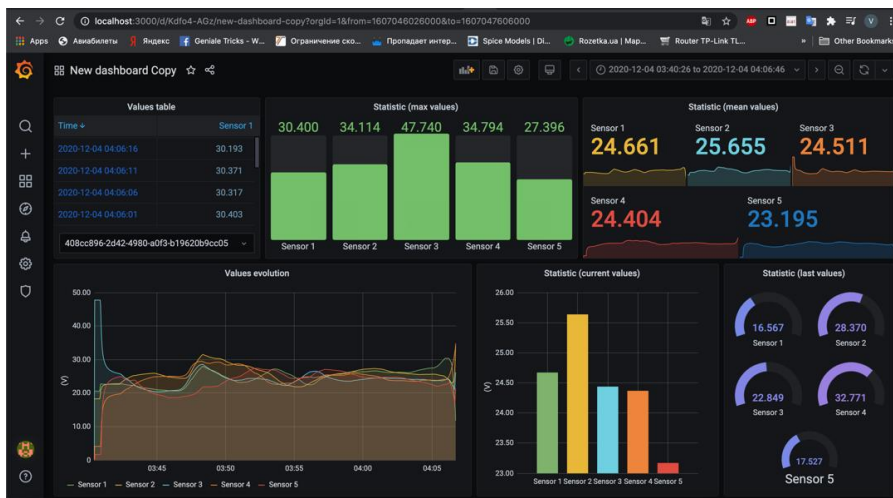 localhost:3000/d/Kdfo4-AGz/new-dashboard-copy?orgId=1&from=1607046026000&to=1607047606000
Apps Авиабилеты Яндекс Geniale Tricks - W... Ограничение ско... Пропадает интер... Spice Models | Di... Rozetka.ua | Map... Router TP-Link TL... » Other Bookmarks
New dashboard Copy
2020-12-04 03:40:26 to 2020-12-04 04:06:46
Values table
Time Sensor 1
2020-12-04 04:06:16 30.193
2020-12-04 04:06:11 30.371
2020-12-04 04:06:06 30.317
2020-12-04 04:06:01 30.403
408cc896-2d42-4980-a0f3-b19620b9cc05
Statistic (max values)
30.400 34.114 47.740 34.794 27.396
Sensor 1 Sensor 2 Sensor 3 Sensor 4 Sensor 5
Statistic (mean values)
Sensor 1 Sensor 2 Sensor 3
24.661 25.655 24.511
Sensor 4 Sensor 5
24.404 23.195
Values evolution
50.00
40.00
30.00
20.00
10.00
0
(V)
03:45 03:50 03:55 04:00 04:05
Sensor 1 Sensor 2 Sensor 3 Sensor 4 Sensor 5
Statistic (current values)
26.00
25.50
25.00
24.50
24.00
23.50
23.00
(V)
Sensor 1 Sensor 2 Sensor 3 Sensor 4 Sensor 5
Statistic (last values)
16.567 28.370
Sensor 1 Sensor 2
22.849 32.771
Sensor 3 Sensor 4
17.527
Sensor 5